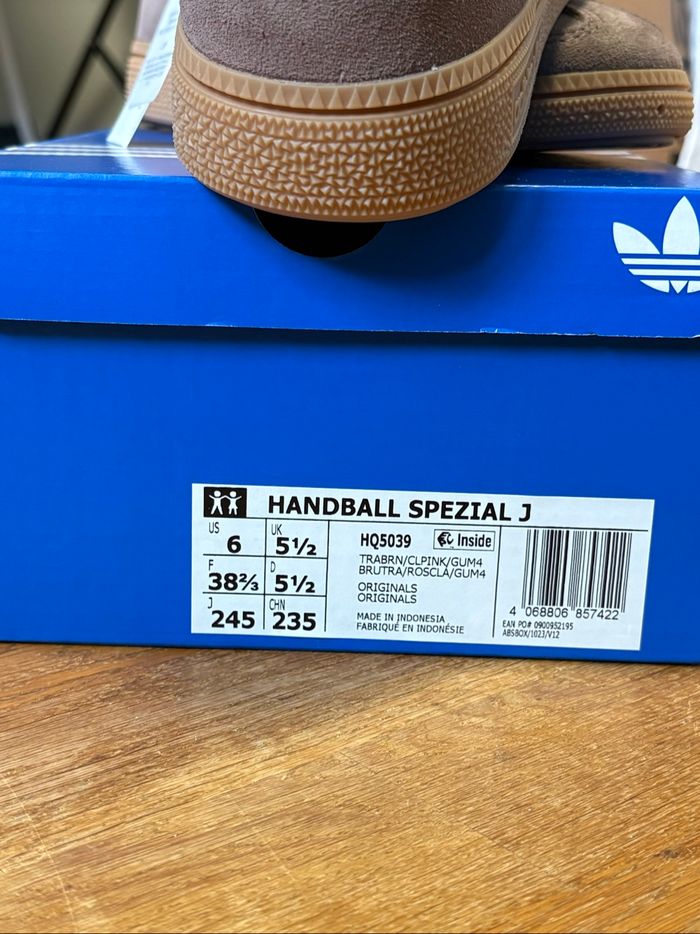 HANDBALL SPEZIAL J
US 6 UK 5½
F 38⅔ D 5½
J 245 CHN 235
HQ5039 Inside
TRABRN/CLPINK/GUM4
BRUTRA/ROSCLA/GUM4
ORIGINALS
ORIGINALS
MADE IN INDONESIA
FABRIQUÉ EN INDONÉSIE
4 068806 857422
EAN PO# 0900952195
ABSBOX/1023/V12